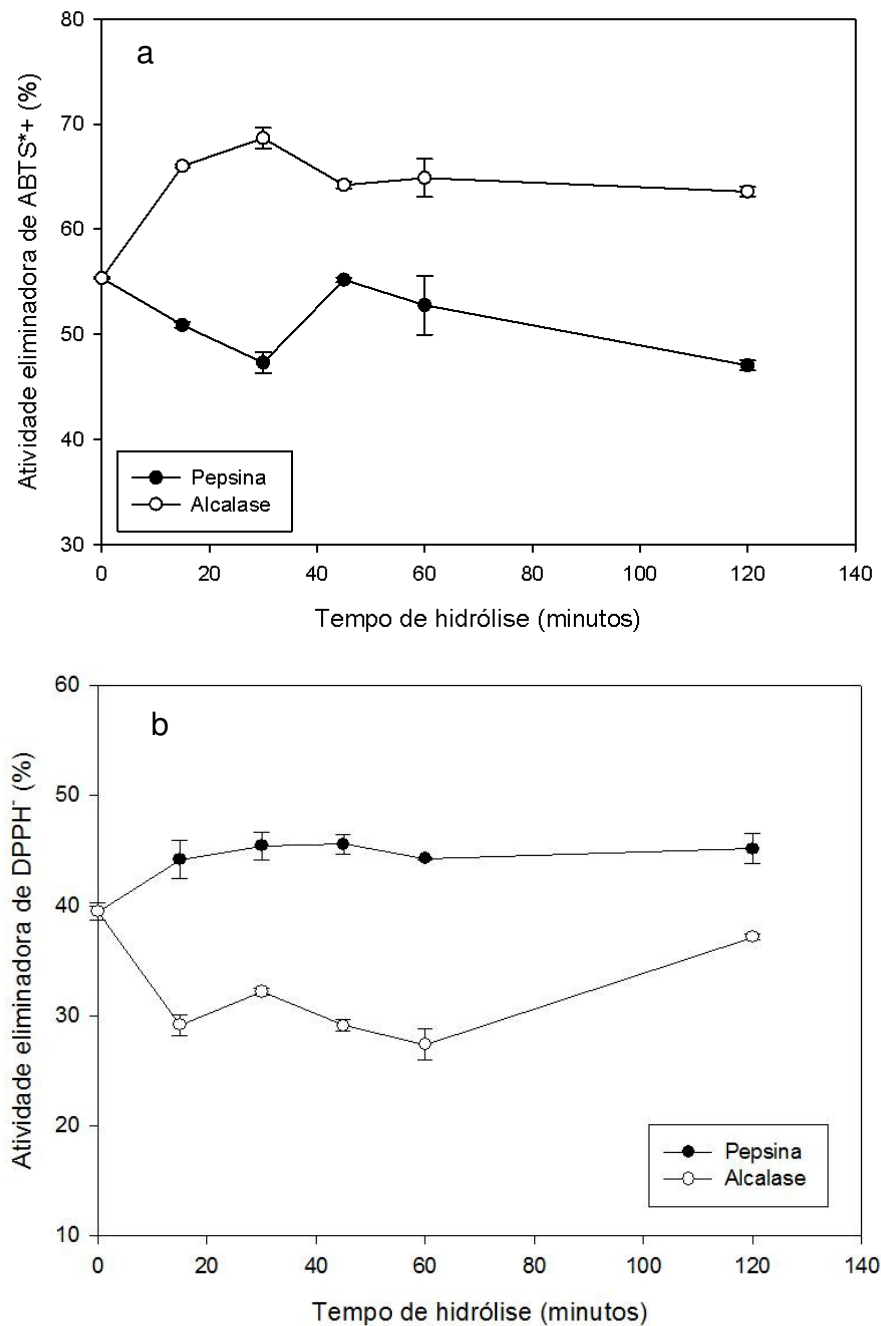 a
Atividade eliminadora de ABTS*+ (%)
80
70
60
50
40
30
Pepsina
Alcalase
0 20 40 60 80 100 120 140
Tempo de hidrólise (minutos)
b
Atividade eliminadora de DPPH- (%)
60
50
40
30
20
10
Pepsina
Alcalase
0 20 40 60 80 100 120 140
Tempo de hidrólise (minutos)